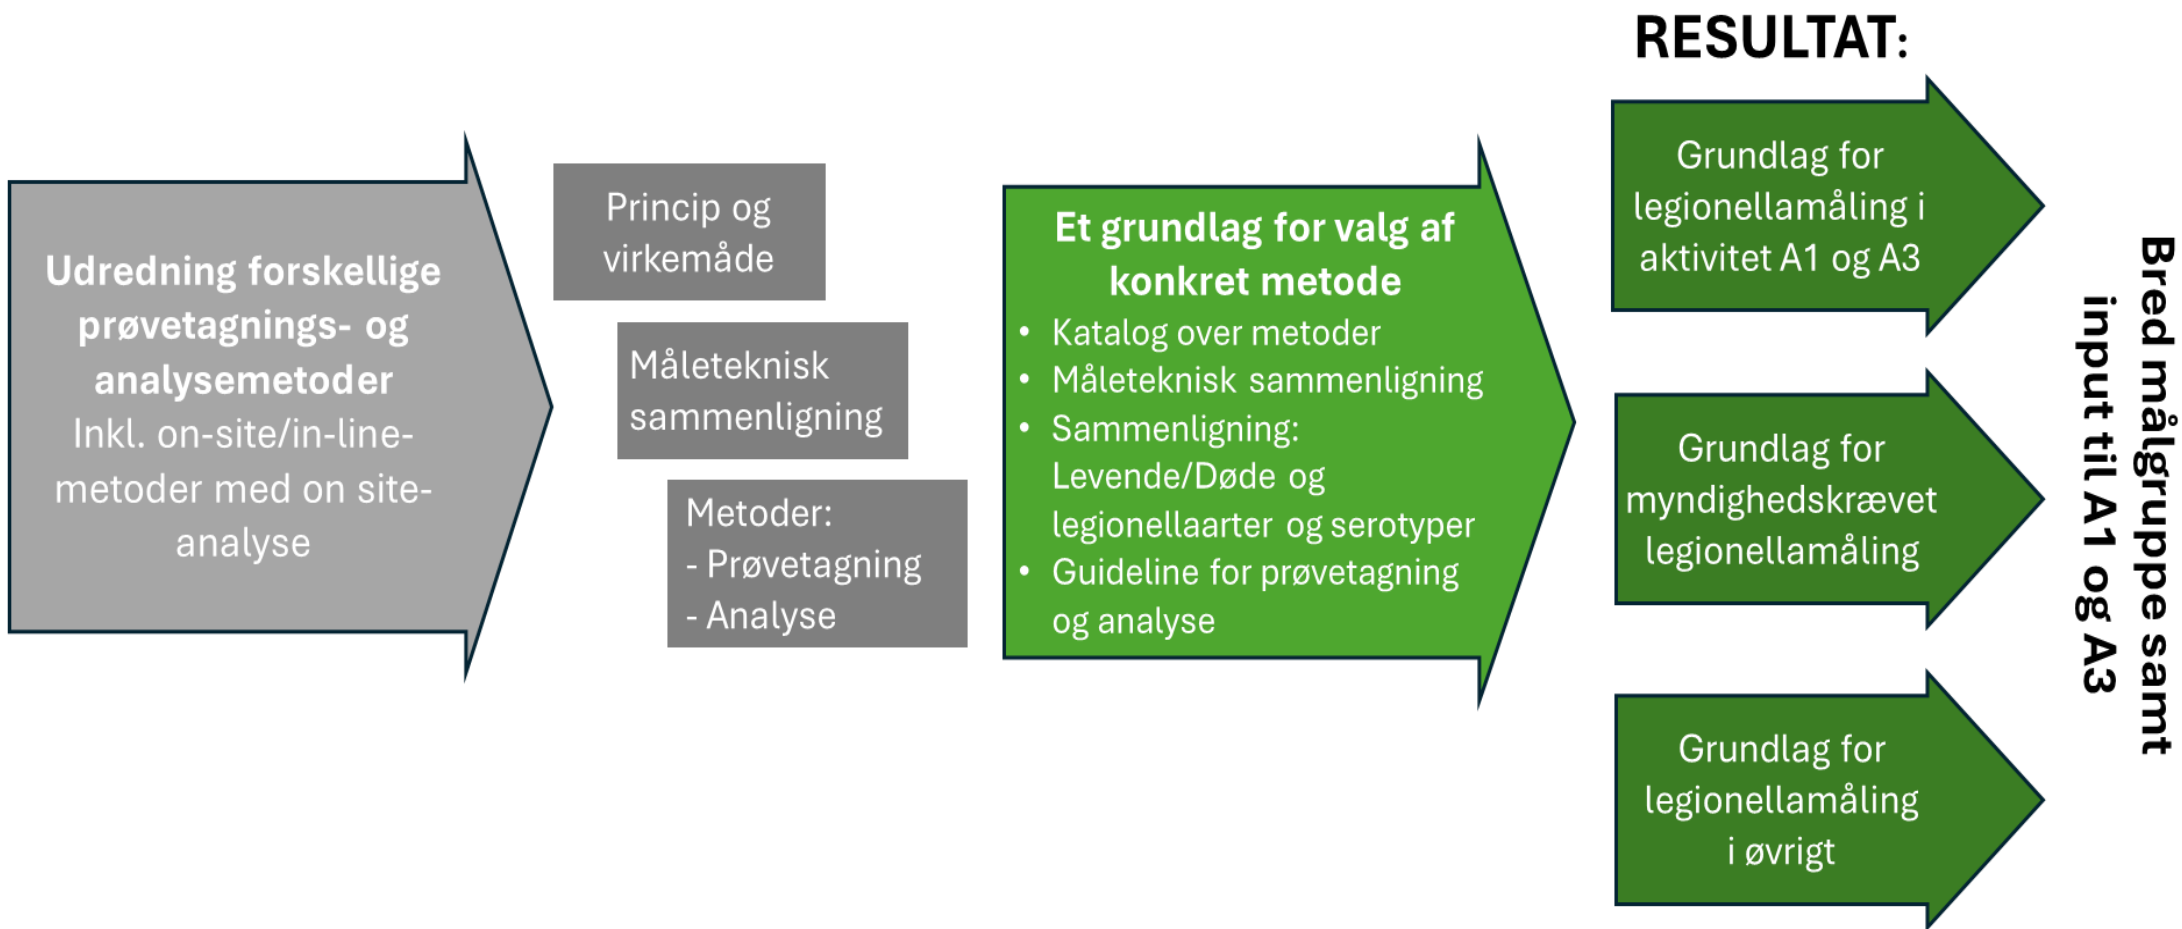 Udredning forskellige
prøvetagnings- og
analysemetoder
Inkl. on-site/in-line-
metoder med on site-
analyse
Princip og
virkemåde
Måleteknisk
sammenligning
Metoder:
- Prøvetagning
- Analyse
Et grundlag for valg af
konkret metode
• Katalog over metoder
• Måleteknisk sammenligning
• Sammenligning:
Levende/Døde og
legionellaarter og serotyper
• Guideline for prøvetagning
og analyse
RESULTAT:
Grundlag for
legionellamåling i
aktivitet A1 og A3
Grundlag for
myndighedskrævet
legionellamåling
Grundlag for
legionellamåling
i øvrigt
Bred målgruppe samt
input til A1 og A3